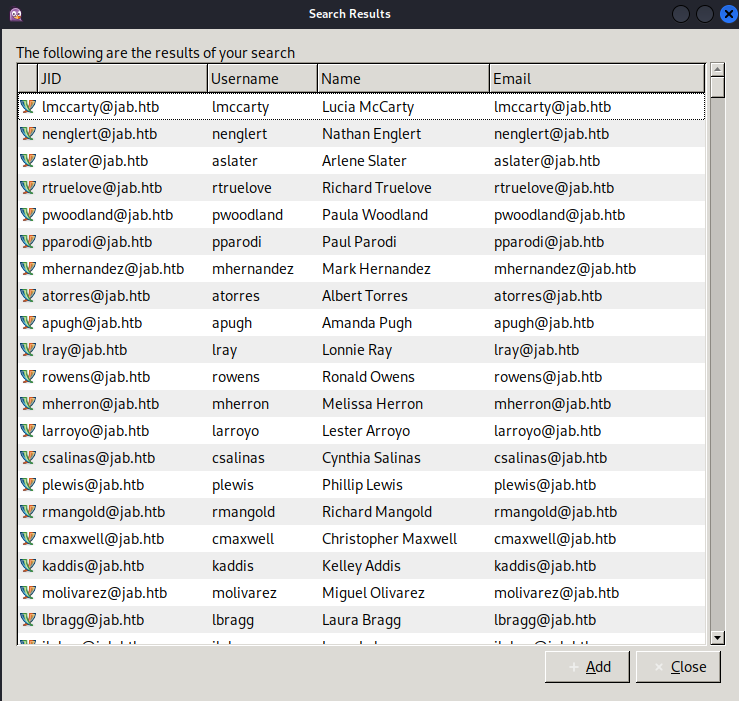 Search Results
The following are the results of your search
JID Username Name Email
lmccarty@jab.htb lmccarty Lucia McCarty lmccarty@jab.htb
nenglert@jab.htb nenglert Nathan Englert nenglert@jab.htb
aslater@jab.htb aslater Arlene Slater aslater@jab.htb
rtruelove@jab.htb rtruelove Richard Truelove rtruelove@jab.htb
pwoodland@jab.htb pwoodland Paula Woodland pwoodland@jab.htb
pparodi@jab.htb pparodi Paul Parodi pparodi@jab.htb
mhernandez@jab.htb mhernandez Mark Hernandez mhernandez@jab.htb
atorres@jab.htb atorres Albert Torres atorres@jab.htb
apugh@jab.htb apugh Amanda Pugh apugh@jab.htb
lray@jab.htb lray Lonnie Ray lray@jab.htb
rowens@jab.htb rowens Ronald Owens rowens@jab.htb
mherron@jab.htb mherron Melissa Herron mherron@jab.htb
larroyo@jab.htb larroyo Lester Arroyo larroyo@jab.htb
csalinas@jab.htb csalinas Cynthia Salinas csalinas@jab.htb
plewis@jab.htb plewis Phillip Lewis plewis@jab.htb
rmangold@jab.htb rmangold Richard Mangold rmangold@jab.htb
cmaxwell@jab.htb cmaxwell Christopher Maxwell cmaxwell@jab.htb
kaddis@jab.htb kaddis Kelley Addis kaddis@jab.htb
molivarez@jab.htb molivarez Miguel Olivarez molivarez@jab.htb
lbragg@jab.htb lbragg Laura Bragg lbragg@jab.htb
Add Close